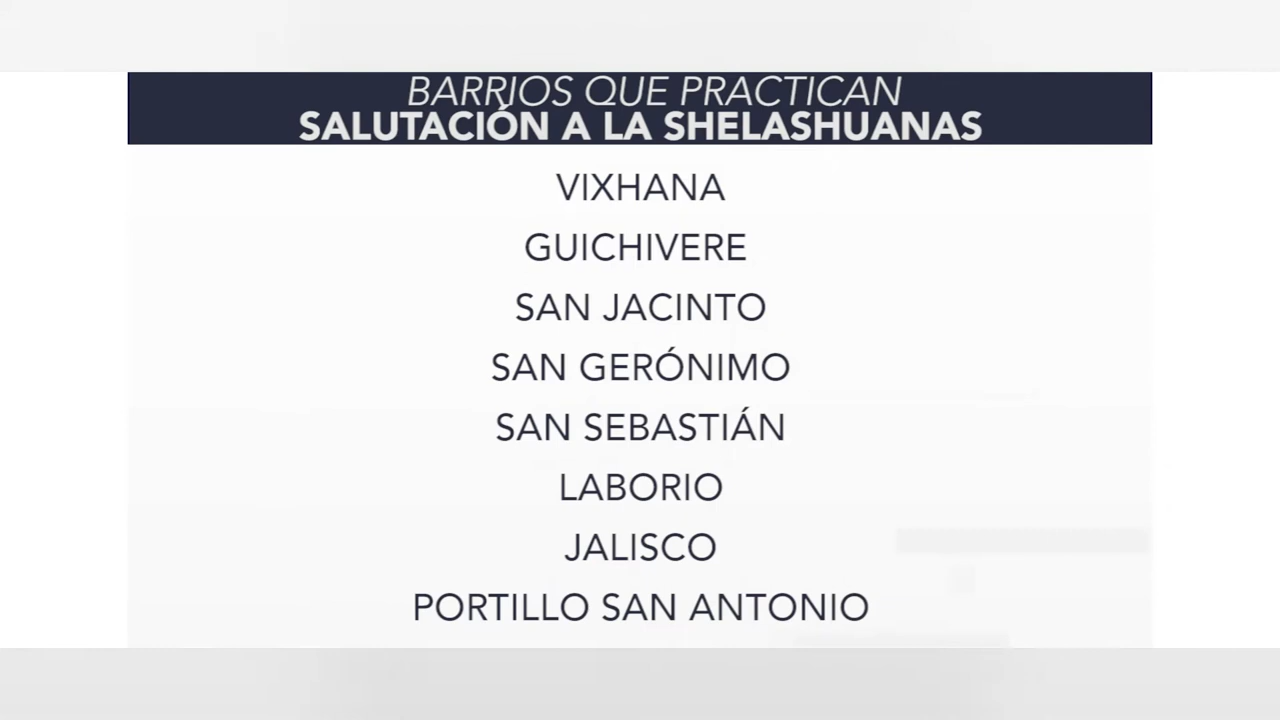 BARRIOS QUE PRACTICAN
SALUTACIÓN A LA SHELASHUANAS
VIXHANA
GUICHIVERE
SAN JACINTO
SAN GERÓNIMO
SAN SEBASTIÁN
LABORIO
JALISCO
PORTILLO SAN ANTONIO